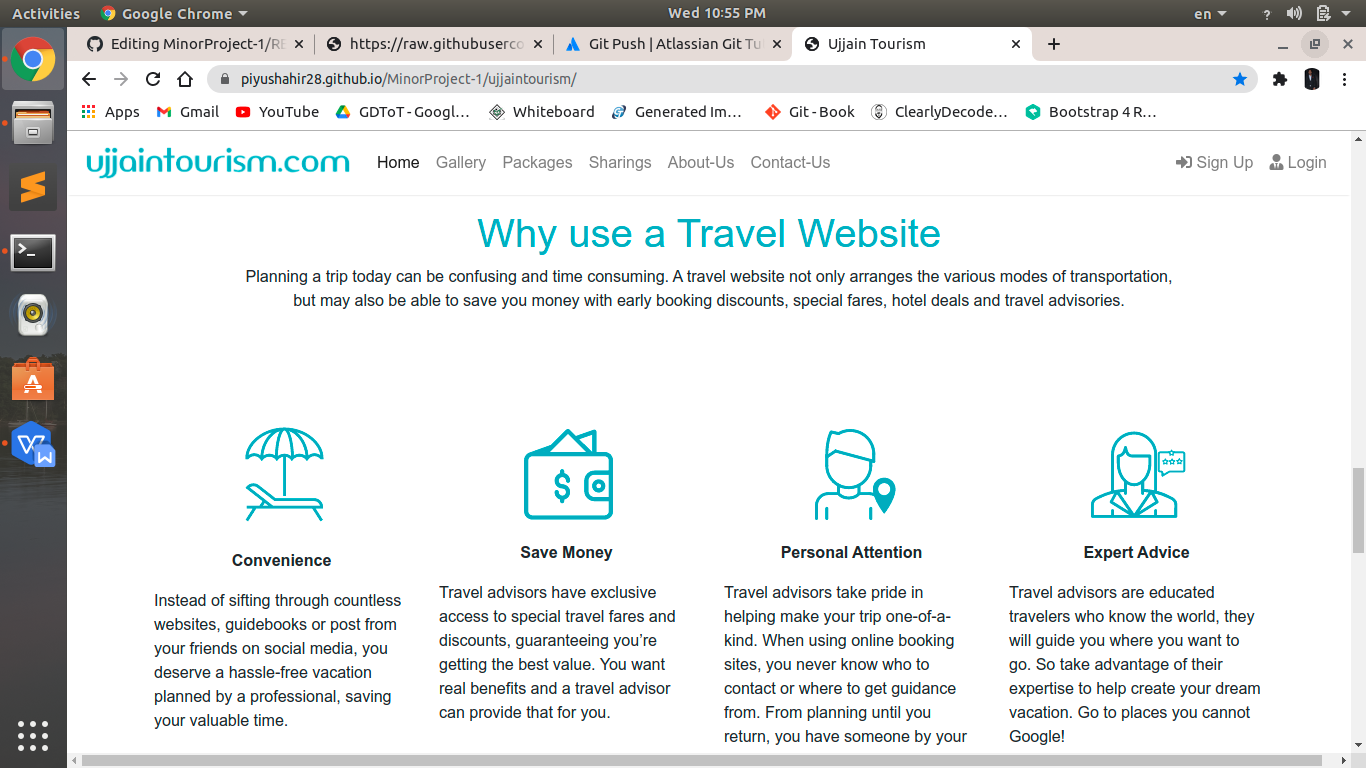 Activities
Google Chrome
Wed 10:55 PM
en
?
Editing MinorProject-1/RE
https://raw.githubuserco
Git Push | Atlassian Git Tu
Ujjain Tourism
piyushahir28.github.io/MinorProject-1/ujjaintourism/
Apps
Gmail
YouTube
GDToT - Googl…
Whiteboard
Generated Im…
Git - Book
ClearlyDecode…
Bootstrap 4 R…
ujjaintourism.com
Home
Gallery
Packages
Sharings
About-Us
Contact-Us
Sign Up
Login
Why use a Travel Website
Planning a trip today can be confusing and time consuming. A travel website not only arranges the various modes of transportation,
but may also be able to save you money with early booking discounts, special fares, hotel deals and travel advisories.
$
Convenience
Instead of sifting through countless
websites, guidebooks or post from
your friends on social media, you
deserve a hassle-free vacation
planned by a professional, saving
your valuable time.
Save Money
Travel advisors have exclusive
access to special travel fares and
discounts, guaranteeing you’re
getting the best value. You want
real benefits and a travel advisor
can provide that for you.
Personal Attention
Travel advisors take pride in
helping make your trip one-of-a-
kind. When using online booking
sites, you never know who to
contact or where to get guidance
from. From planning until you
return, you have someone by your
Expert Advice
Travel advisors are educated
travelers who know the world, they
will guide you where you want to
go. So take advantage of their
expertise to help create your dream
vacation. Go to places you cannot
Google!